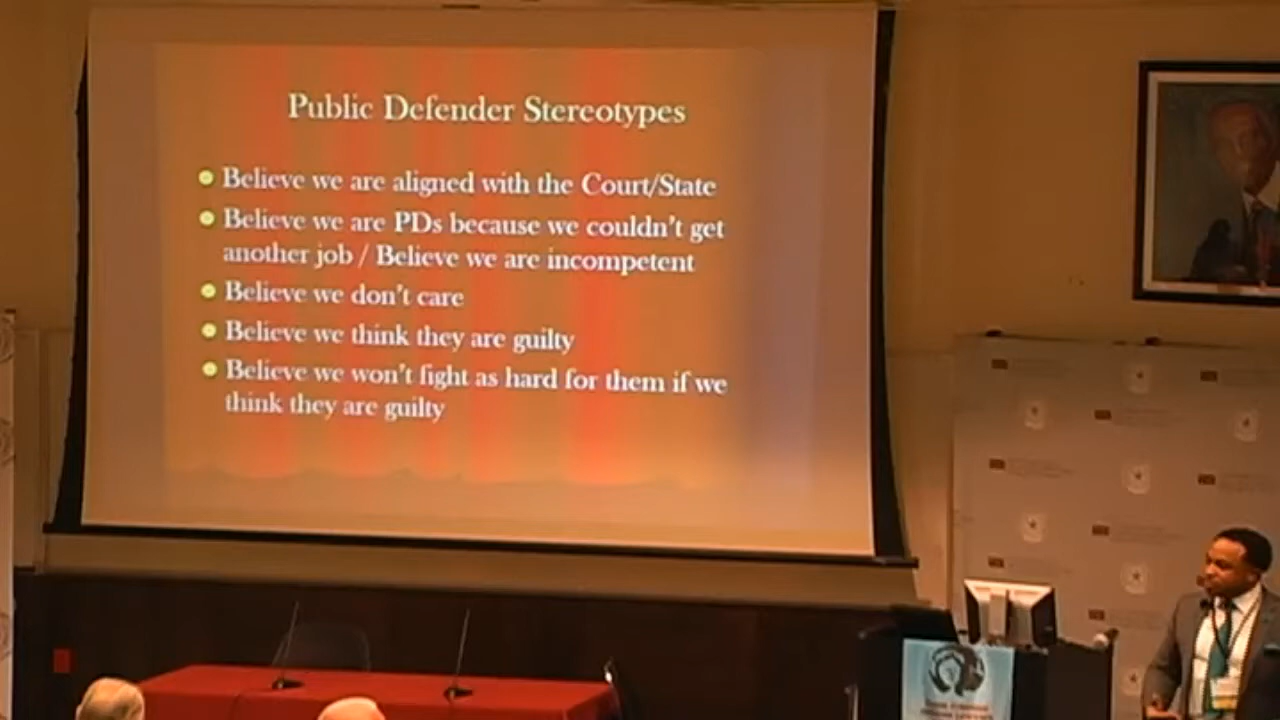 Public Defender Stereotypes
Believe we are aligned with the Court/State
Believe we are PDs because we couldn't get
another job / Believe we are incompetent
Believe we don't care
Believe we think they are guilty
Believe we won't fight as hard for them if we
think they are guilty